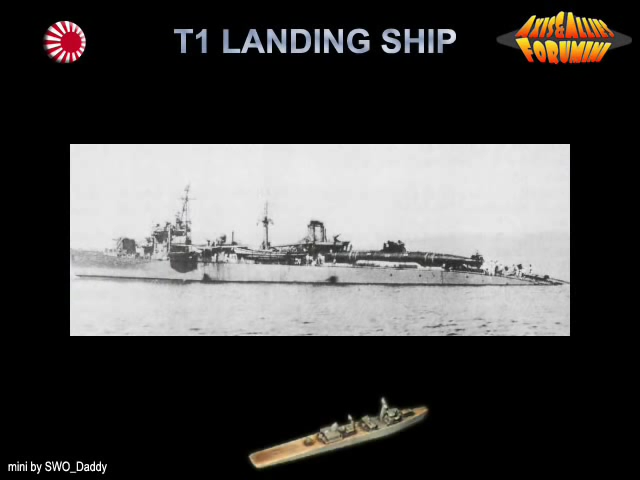 T1 LANDING SHIP
AXIS&ALLIES
FORUMINI
mini by SWO_Daddy